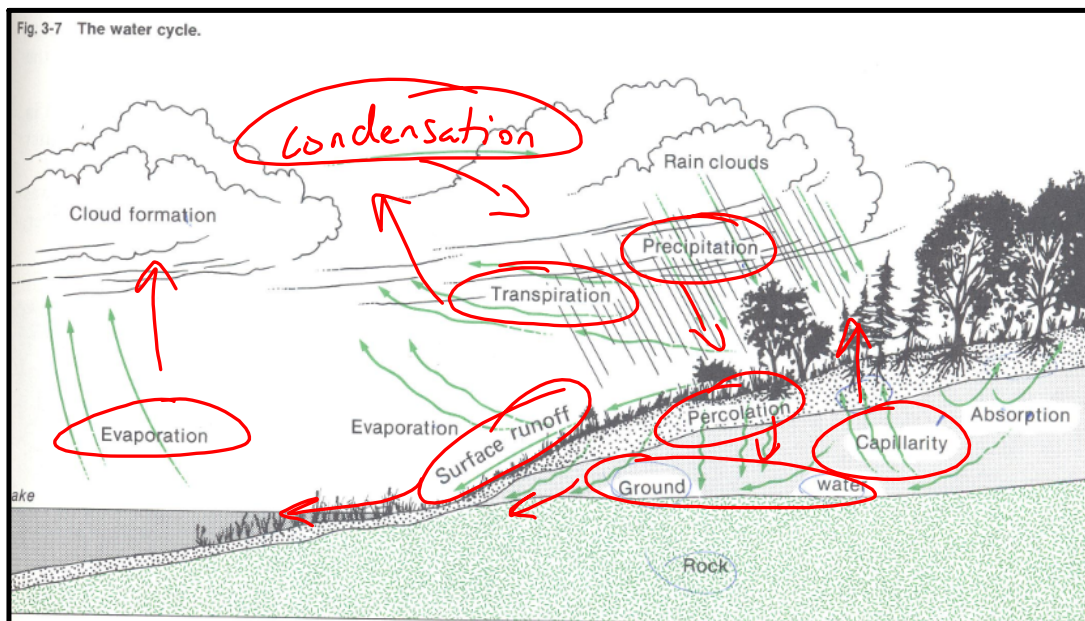 Fig. 3-7 The water cycle.
Condensation
Rain clouds
Cloud formation
Precipitation
Transpiration
Evaporation
Evaporation
Surface runoff
Percolation
Capillarity
Absorption
Ground water
ake
Rock